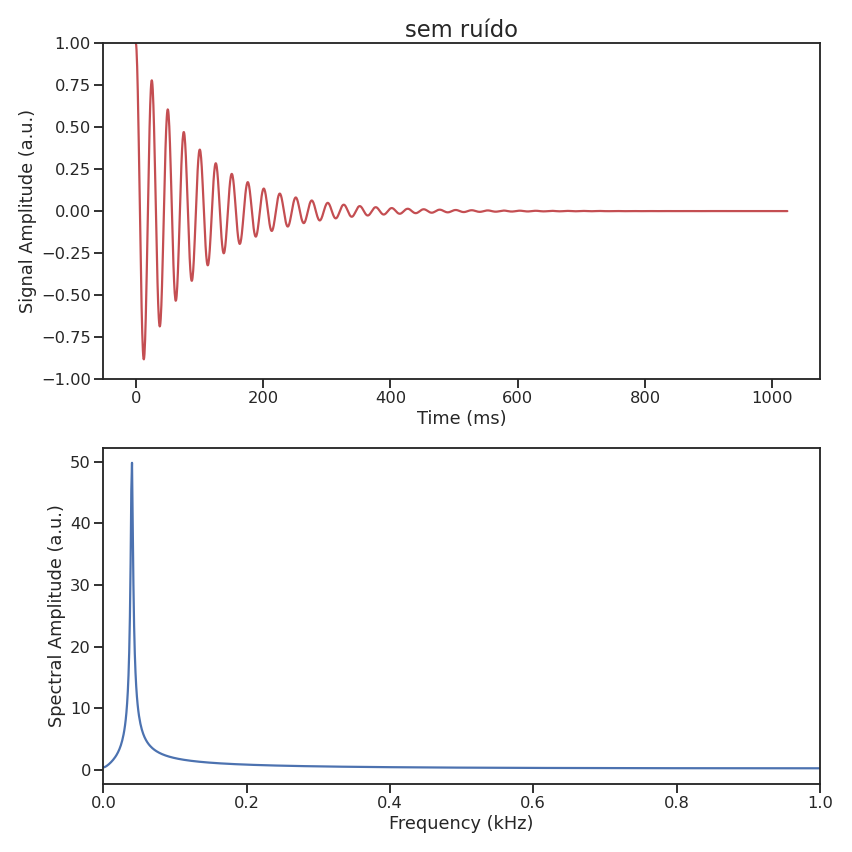 sem ruído
Signal Amplitude (a.u.)
1.00
0.75
0.50
0.25
0.00
−0.25
−0.50
−0.75
−1.00
0 200 400 600 800 1000
Time (ms)
Spectral Amplitude (a.u.)
50
40
30
20
10
0
0.0 0.2 0.4 0.6 0.8 1.0
Frequency (kHz)